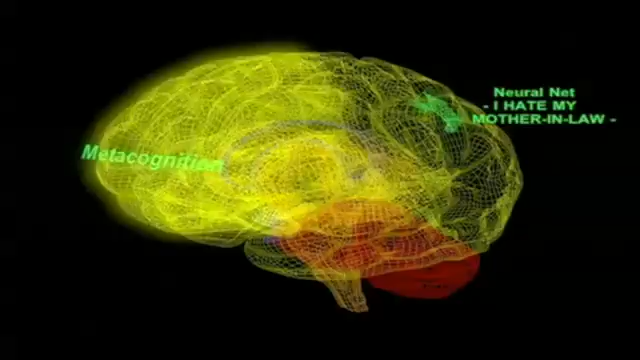 Metacognition
Neural Net
- I HATE MY
MOTHER-IN-LAW -